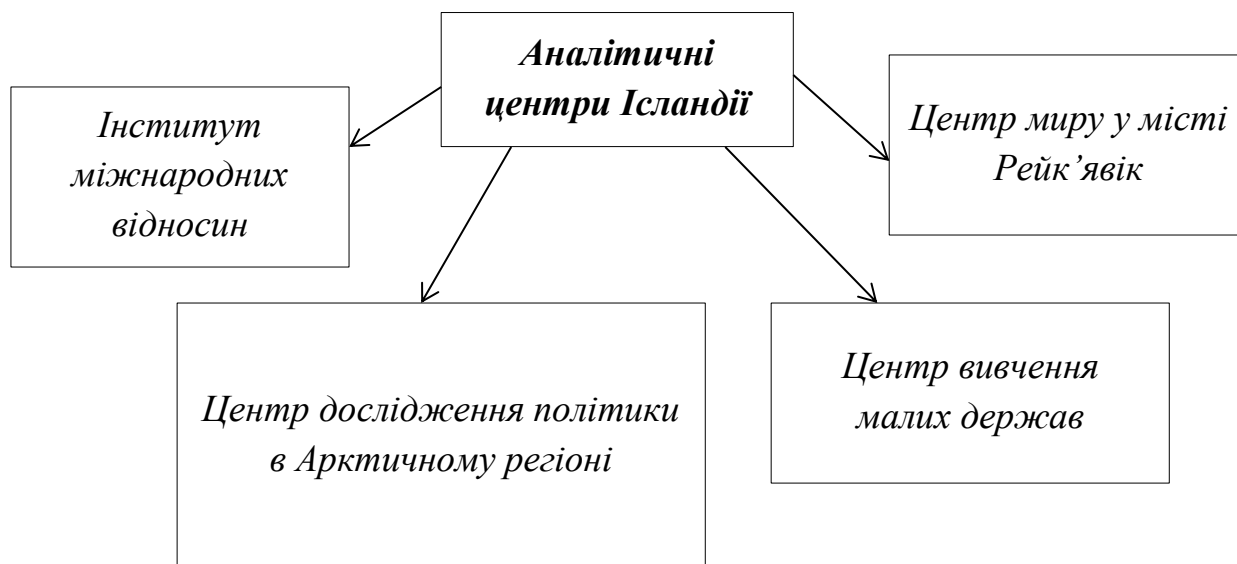 Аналітичні
центри Ісландії
Інститут
міжнародних
відносин
Центр миру у місті
Рейк’явік
Центр дослідження політики
в Арктичному регіоні
Центр вивчення
малих держав